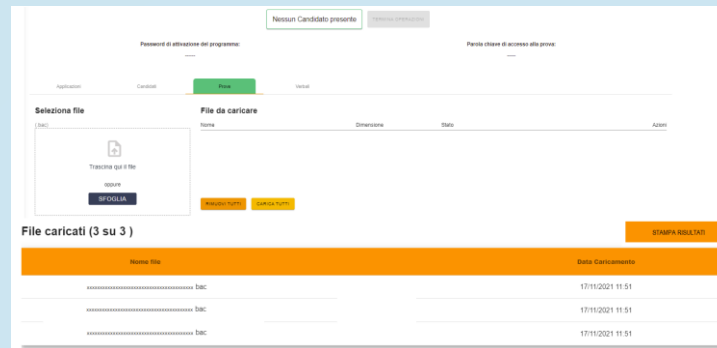 Nessun Candidato presente TERMINA OPERAZIONI
Password di attivazione del programma: Parola chiave di accesso alla prova:
Applicazioni Candidati Prova Verbali
Seleziona file File da caricare
(.bac) Nome Dimensione Stato Azioni
Trascina qui il file
oppure
SFOGLIA
RIMUOVI TUTTI CARICA TUTTI
File caricati (3 su 3 ) STAMPA RISULTATI
Nome file Data Caricamento
.bac 17/11/2021 11:51
.bac 17/11/2021 11:51
.bac 17/11/2021 11:51